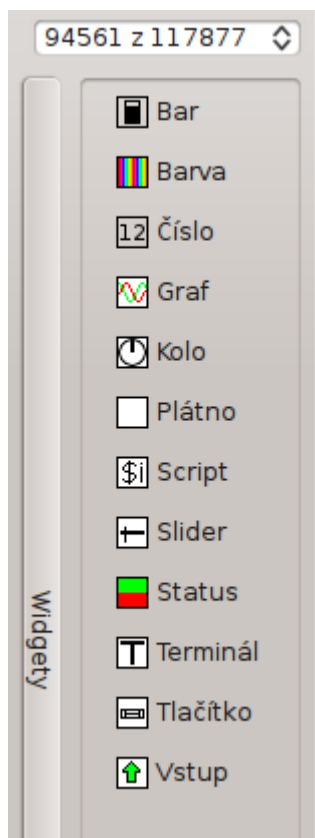 94561 z 117877
Widgety
Bar
Barva
12 Číslo
Graf
Kolo
Plátno
$i Script
Slider
Status
T Terminál
Tlačítko
Vstup